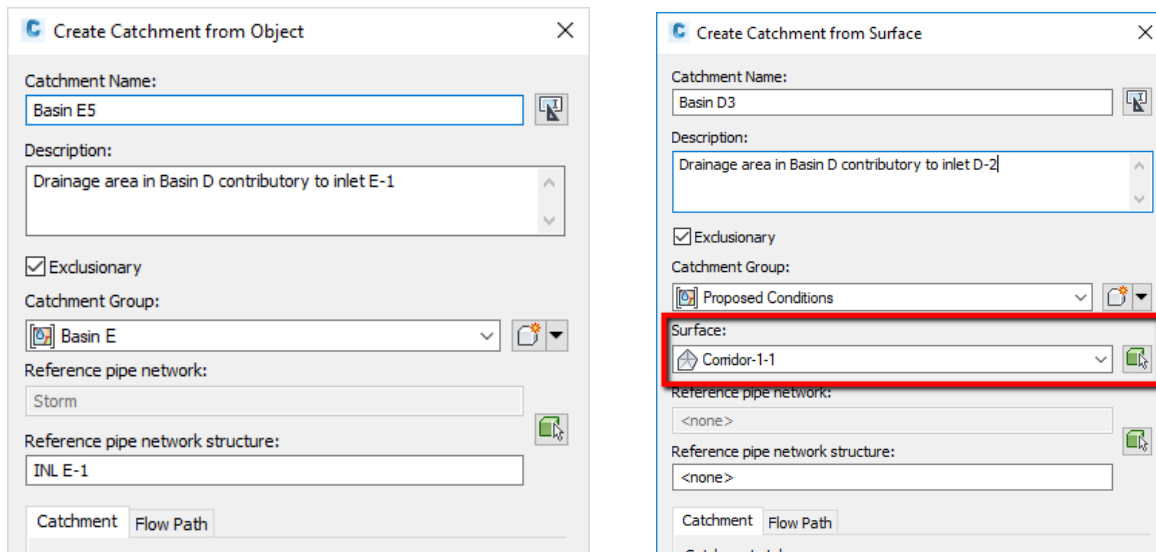 Create Catchment from Object
Catchment Name:
Basin E5
Description:
Drainage area in Basin D contributory to inlet E-1
Exclusionary
Catchment Group:
Basin E
Reference pipe network:
Storm
Reference pipe network structure:
INL E-1
Catchment Flow Path
Create Catchment from Surface
Catchment Name:
Basin D3
Description:
Drainage area in Basin D contributory to inlet D-2
Exclusionary
Catchment Group:
Proposed Conditions
Surface:
Corridor-1-1
Reference pipe network:
<none>
Reference pipe network structure:
<none>
Catchment Flow Path